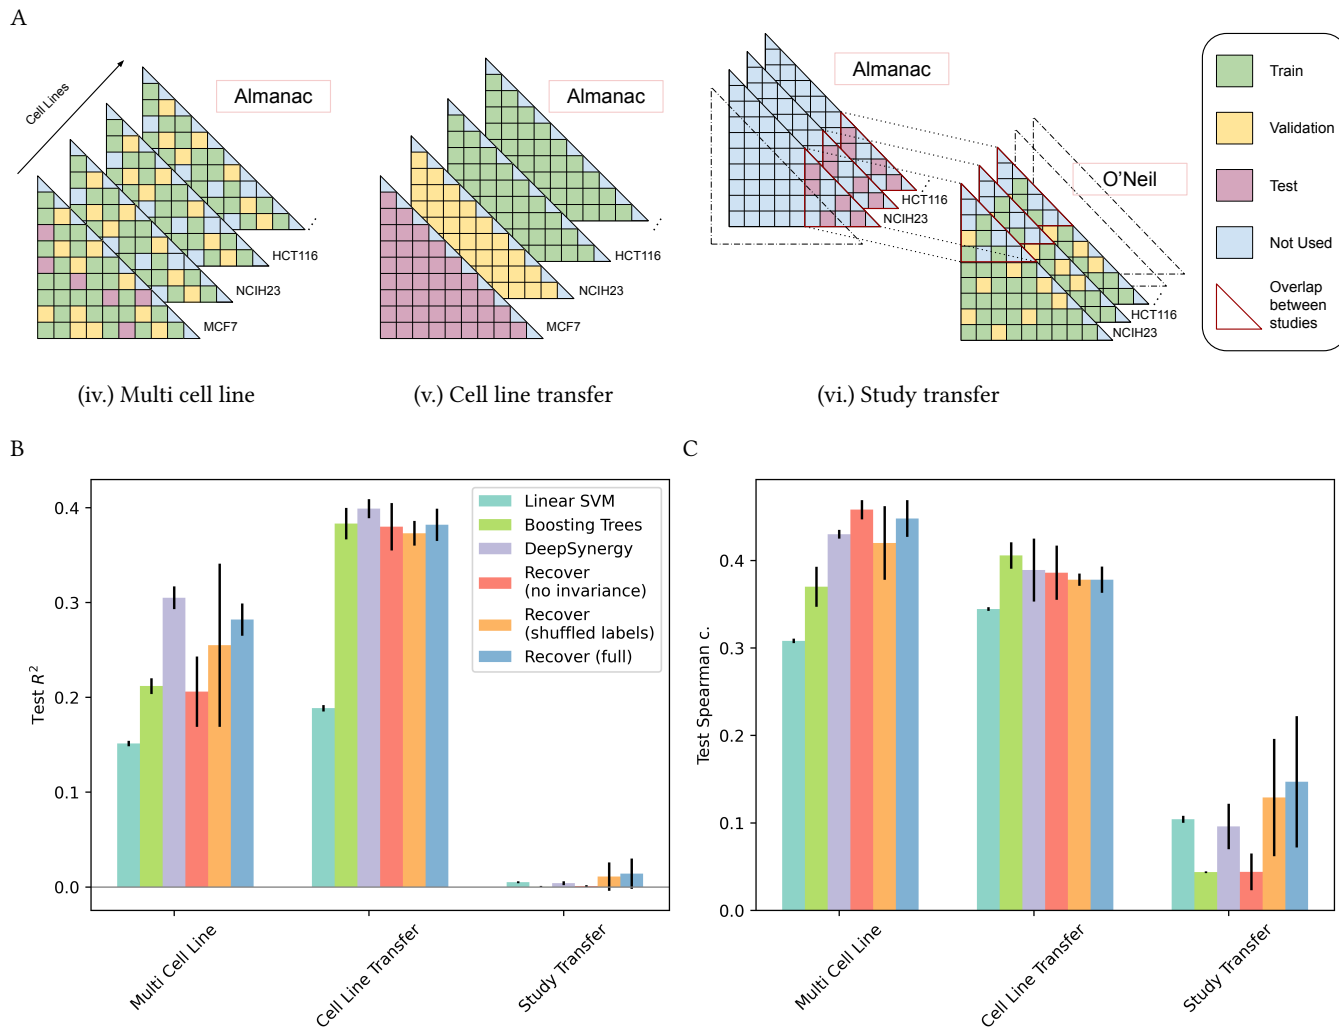 A
Cell Lines
Almanac
HCT116
NCIH23
MCF7
(iv.) Multi cell line
Almanac
HCT116
NCIH23
MCF7
(v.) Cell line transfer
Almanac
HCT116
NCIH23
O'Neil
HCT116
NCIH23
(vi.) Study transfer
Train
Validation
Test
Not Used
Overlap
between
studies
B
Test R²
0.4
0.3
0.2
0.1
0.0
Linear SVM
Boosting Trees
DeepSynergy
Recover
(no invariance)
Recover
(shuffled labels)
Recover (full)
Multi Cell Line
Cell Line Transfer
Study Transfer
C
Test Spearman c.
0.4
0.3
0.2
0.1
0.0
Multi Cell Line
Cell Line Transfer
Study Transfer